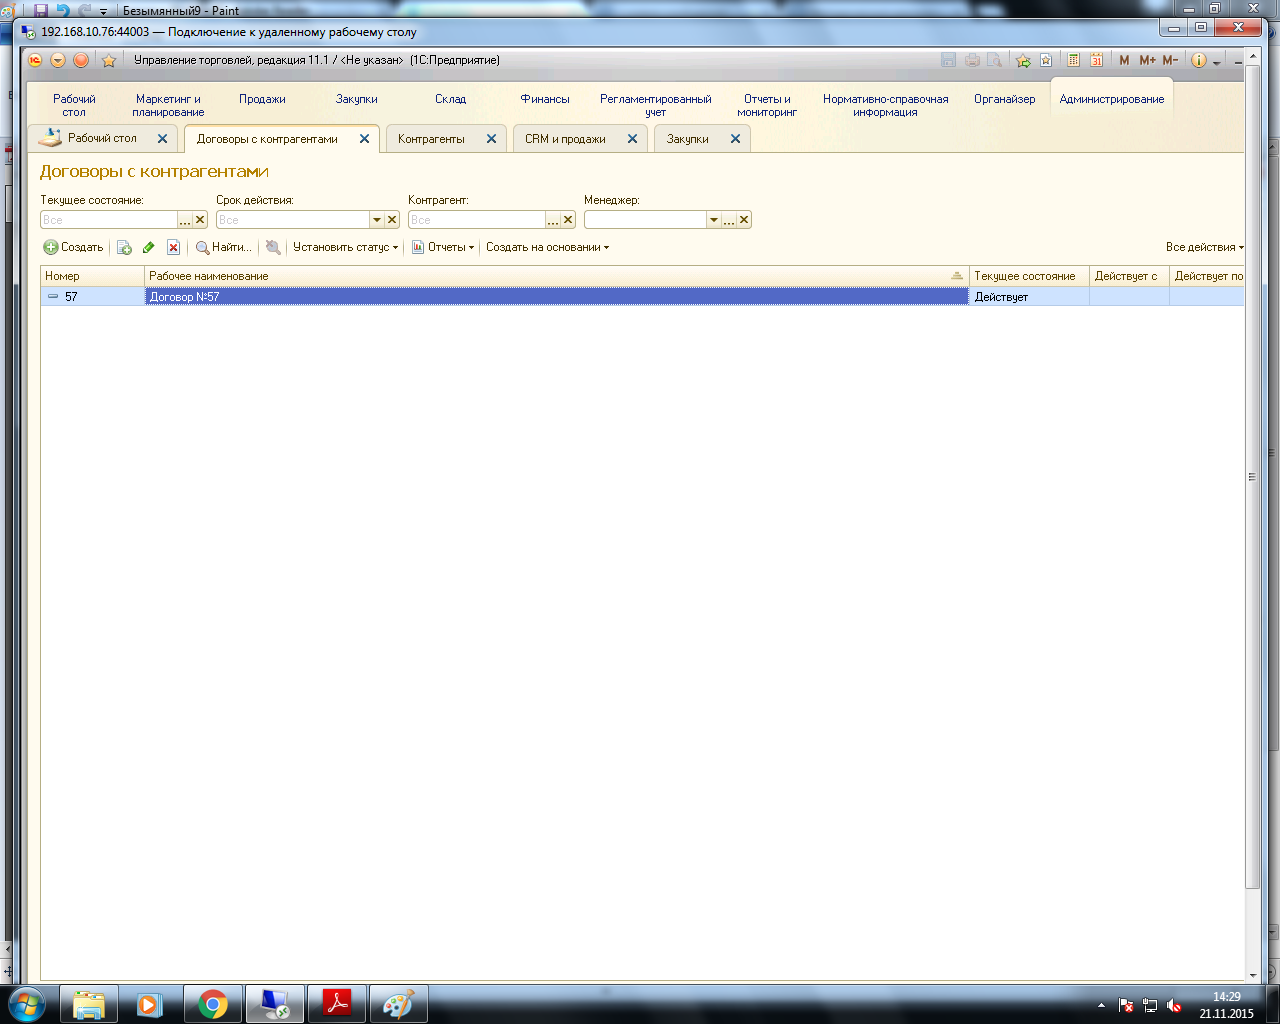 Безымянный9 - Paint
192.168.10.76:44003 — Подключение к удаленному рабочему столу
Управление торговлей, редакция 11.1 / <Не указан> (1С:Предприятие)
M M+ M-
Рабочий стол
Маркетинг и планирование
Продажи
Закупки
Склад
Финансы
Регламентированный учет
Отчеты и мониторинг
Нормативно-справочная информация
Органайзер
Администрирование
Рабочий стол
Договоры с контрагентами
Контрагенты
CRM и продажи
Закупки
Договоры с контрагентами
Текущее состояние: Срок действия: Контрагент: Менеджер:
Все ... Все Все ... ...
Создать Найти... Установить статус Отчеты Создать на основании Все действия
Номер Рабочее наименование Текущее состояние Действует с Действует по
57 Договор №57 Действует
14:29
21.11.2015